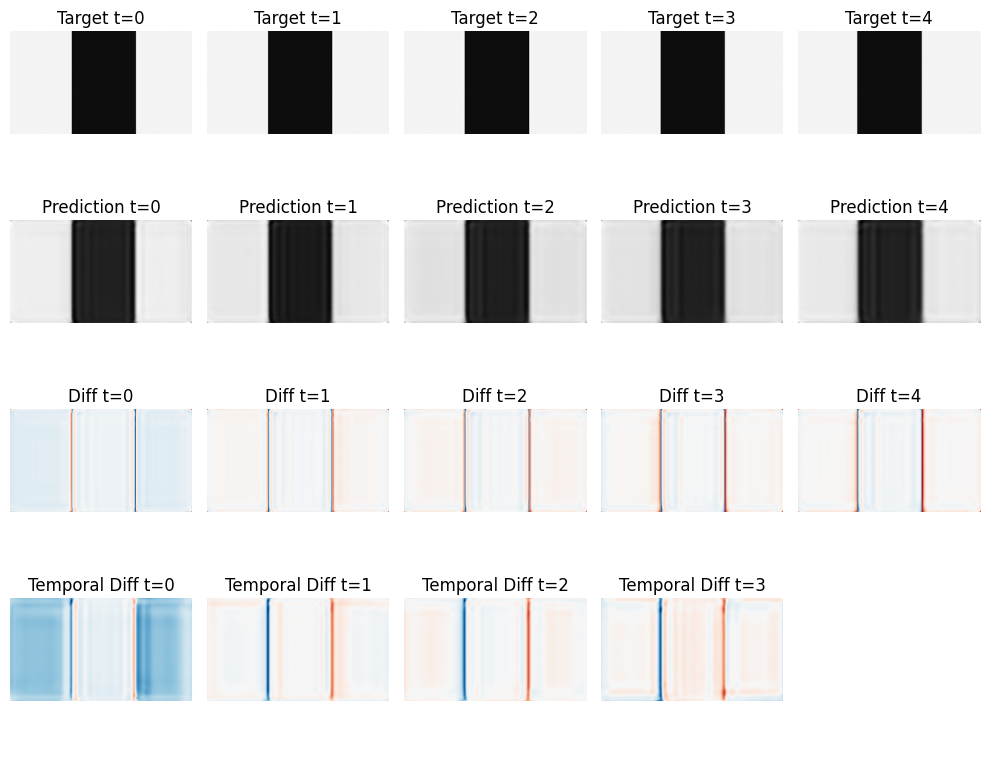 Target t=0 Target t=1 Target t=2 Target t=3 Target t=4
Prediction t=0 Prediction t=1 Prediction t=2 Prediction t=3 Prediction t=4
Diff t=0 Diff t=1 Diff t=2 Diff t=3 Diff t=4
Temporal Diff t=0 Temporal Diff t=1 Temporal Diff t=2 Temporal Diff t=3